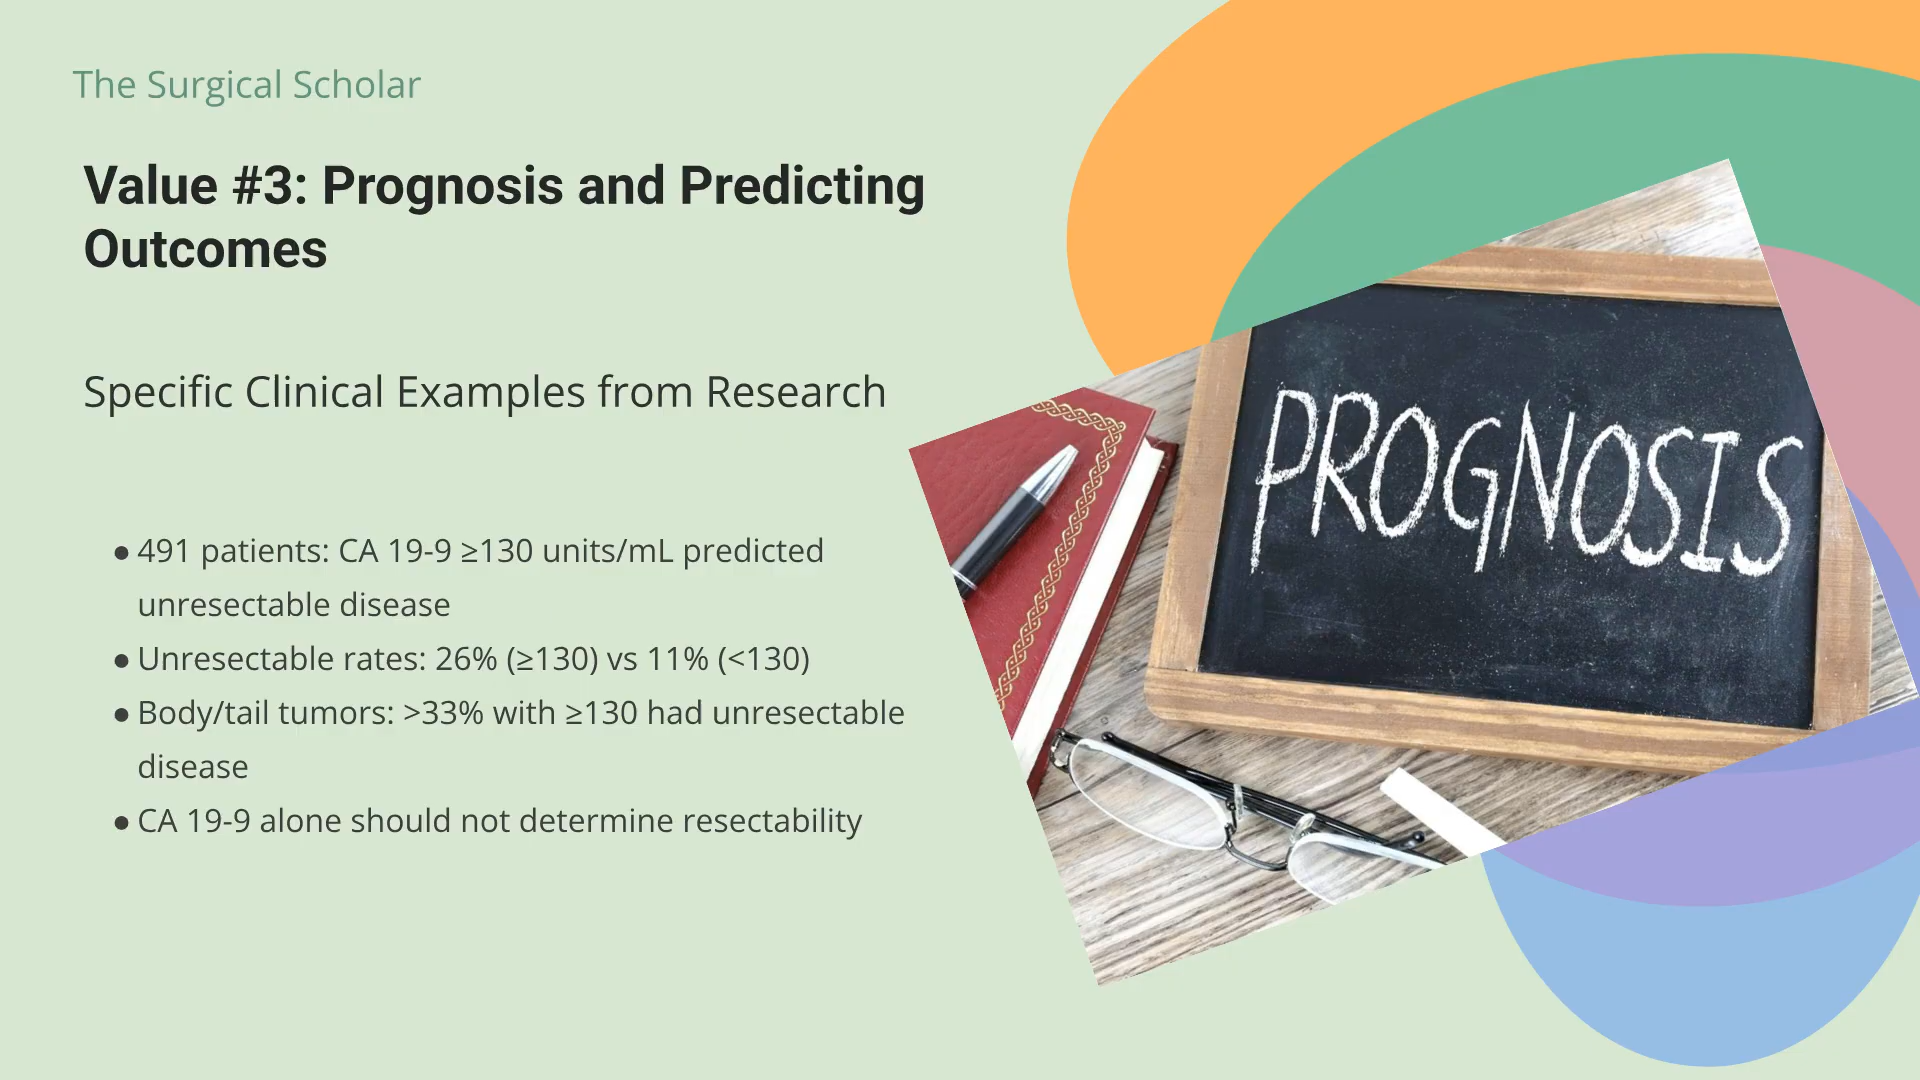 The Surgical Scholar
Value #3: Prognosis and Predicting
Outcomes
Specific Clinical Examples from Research
● 491 patients: CA 19-9 ≥130 units/mL predicted
unresectable disease
● Unresectable rates: 26% (≥130) vs 11% (<130)
● Body/tail tumors: >33% with ≥130 had unresectable
disease
● CA 19-9 alone should not determine resectability
PROGNOSIS